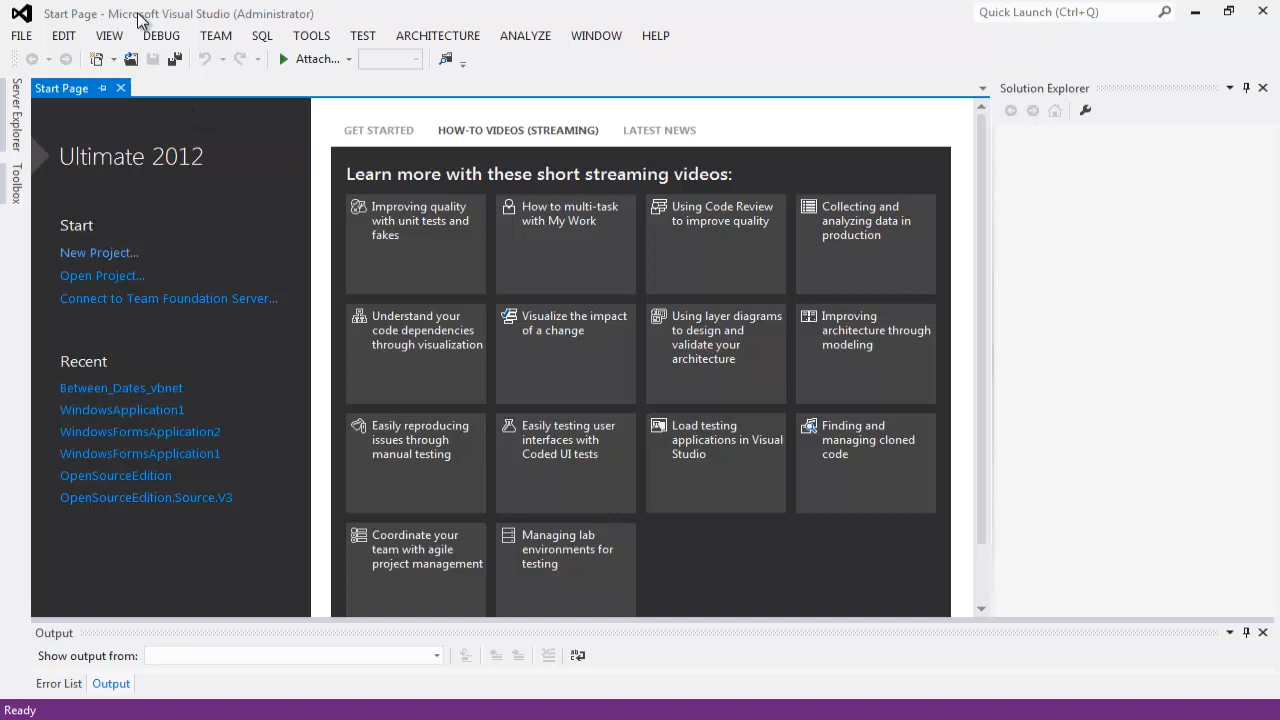 Start Page - Microsoft Visual Studio (Administrator)
Quick Launch (Ctrl+Q)
FILE EDIT VIEW DEBUG TEAM SQL TOOLS TEST ARCHITECTURE ANALYZE WINDOW HELP
Attach...
Server Explorer
Toolbox
Start Page
Solution Explorer
Ultimate 2012
Start
New Project...
Open Project...
Connect to Team Foundation Server...
Recent
Between_Dates_vbnet
WindowsApplication1
WindowsFormsApplication2
WindowsFormsApplication1
OpenSourceEdition
OpenSourceEdition.Source.V3
GET STARTED HOW-TO VIDEOS (STREAMING) LATEST NEWS
Learn more with these short streaming videos:
Improving quality
with unit tests and
fakes
How to multi-task
with My Work
Using Code Review
to improve quality
Collecting and
analyzing data in
production
Understand your
code dependencies
through visualization
Visualize the impact
of a change
Using layer diagrams
to design and
validate your
architecture
Improving
architecture through
modeling
Easily reproducing
issues through
manual testing
Easily testing user
interfaces with
Coded UI tests
Load testing
applications in Visual
Studio
Finding and
managing cloned
code
Coordinate your
team with agile
project management
Managing lab
environments for
testing
Output
Show output from:
Error List Output
Ready